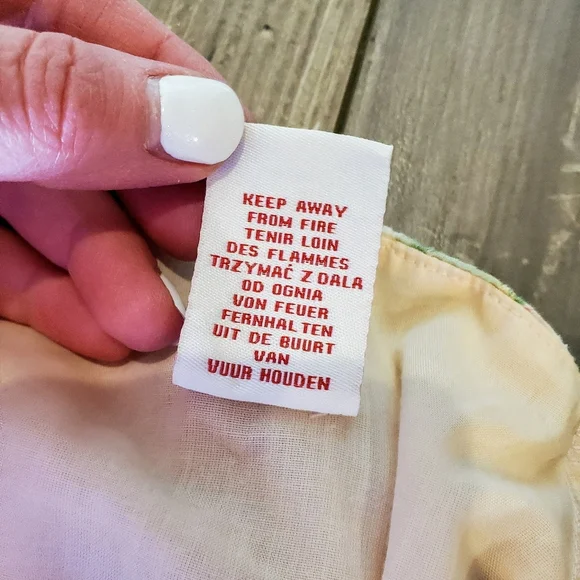 KEEP AWAY
FROM FIRE
TENIR LOIN
DES FLAMMES
TRZYMAĆ Z DALA
OD OGNIA
VON FEUER
FERNHALTEN
UIT DE BUURT
VAN
VUUR HOUDEN